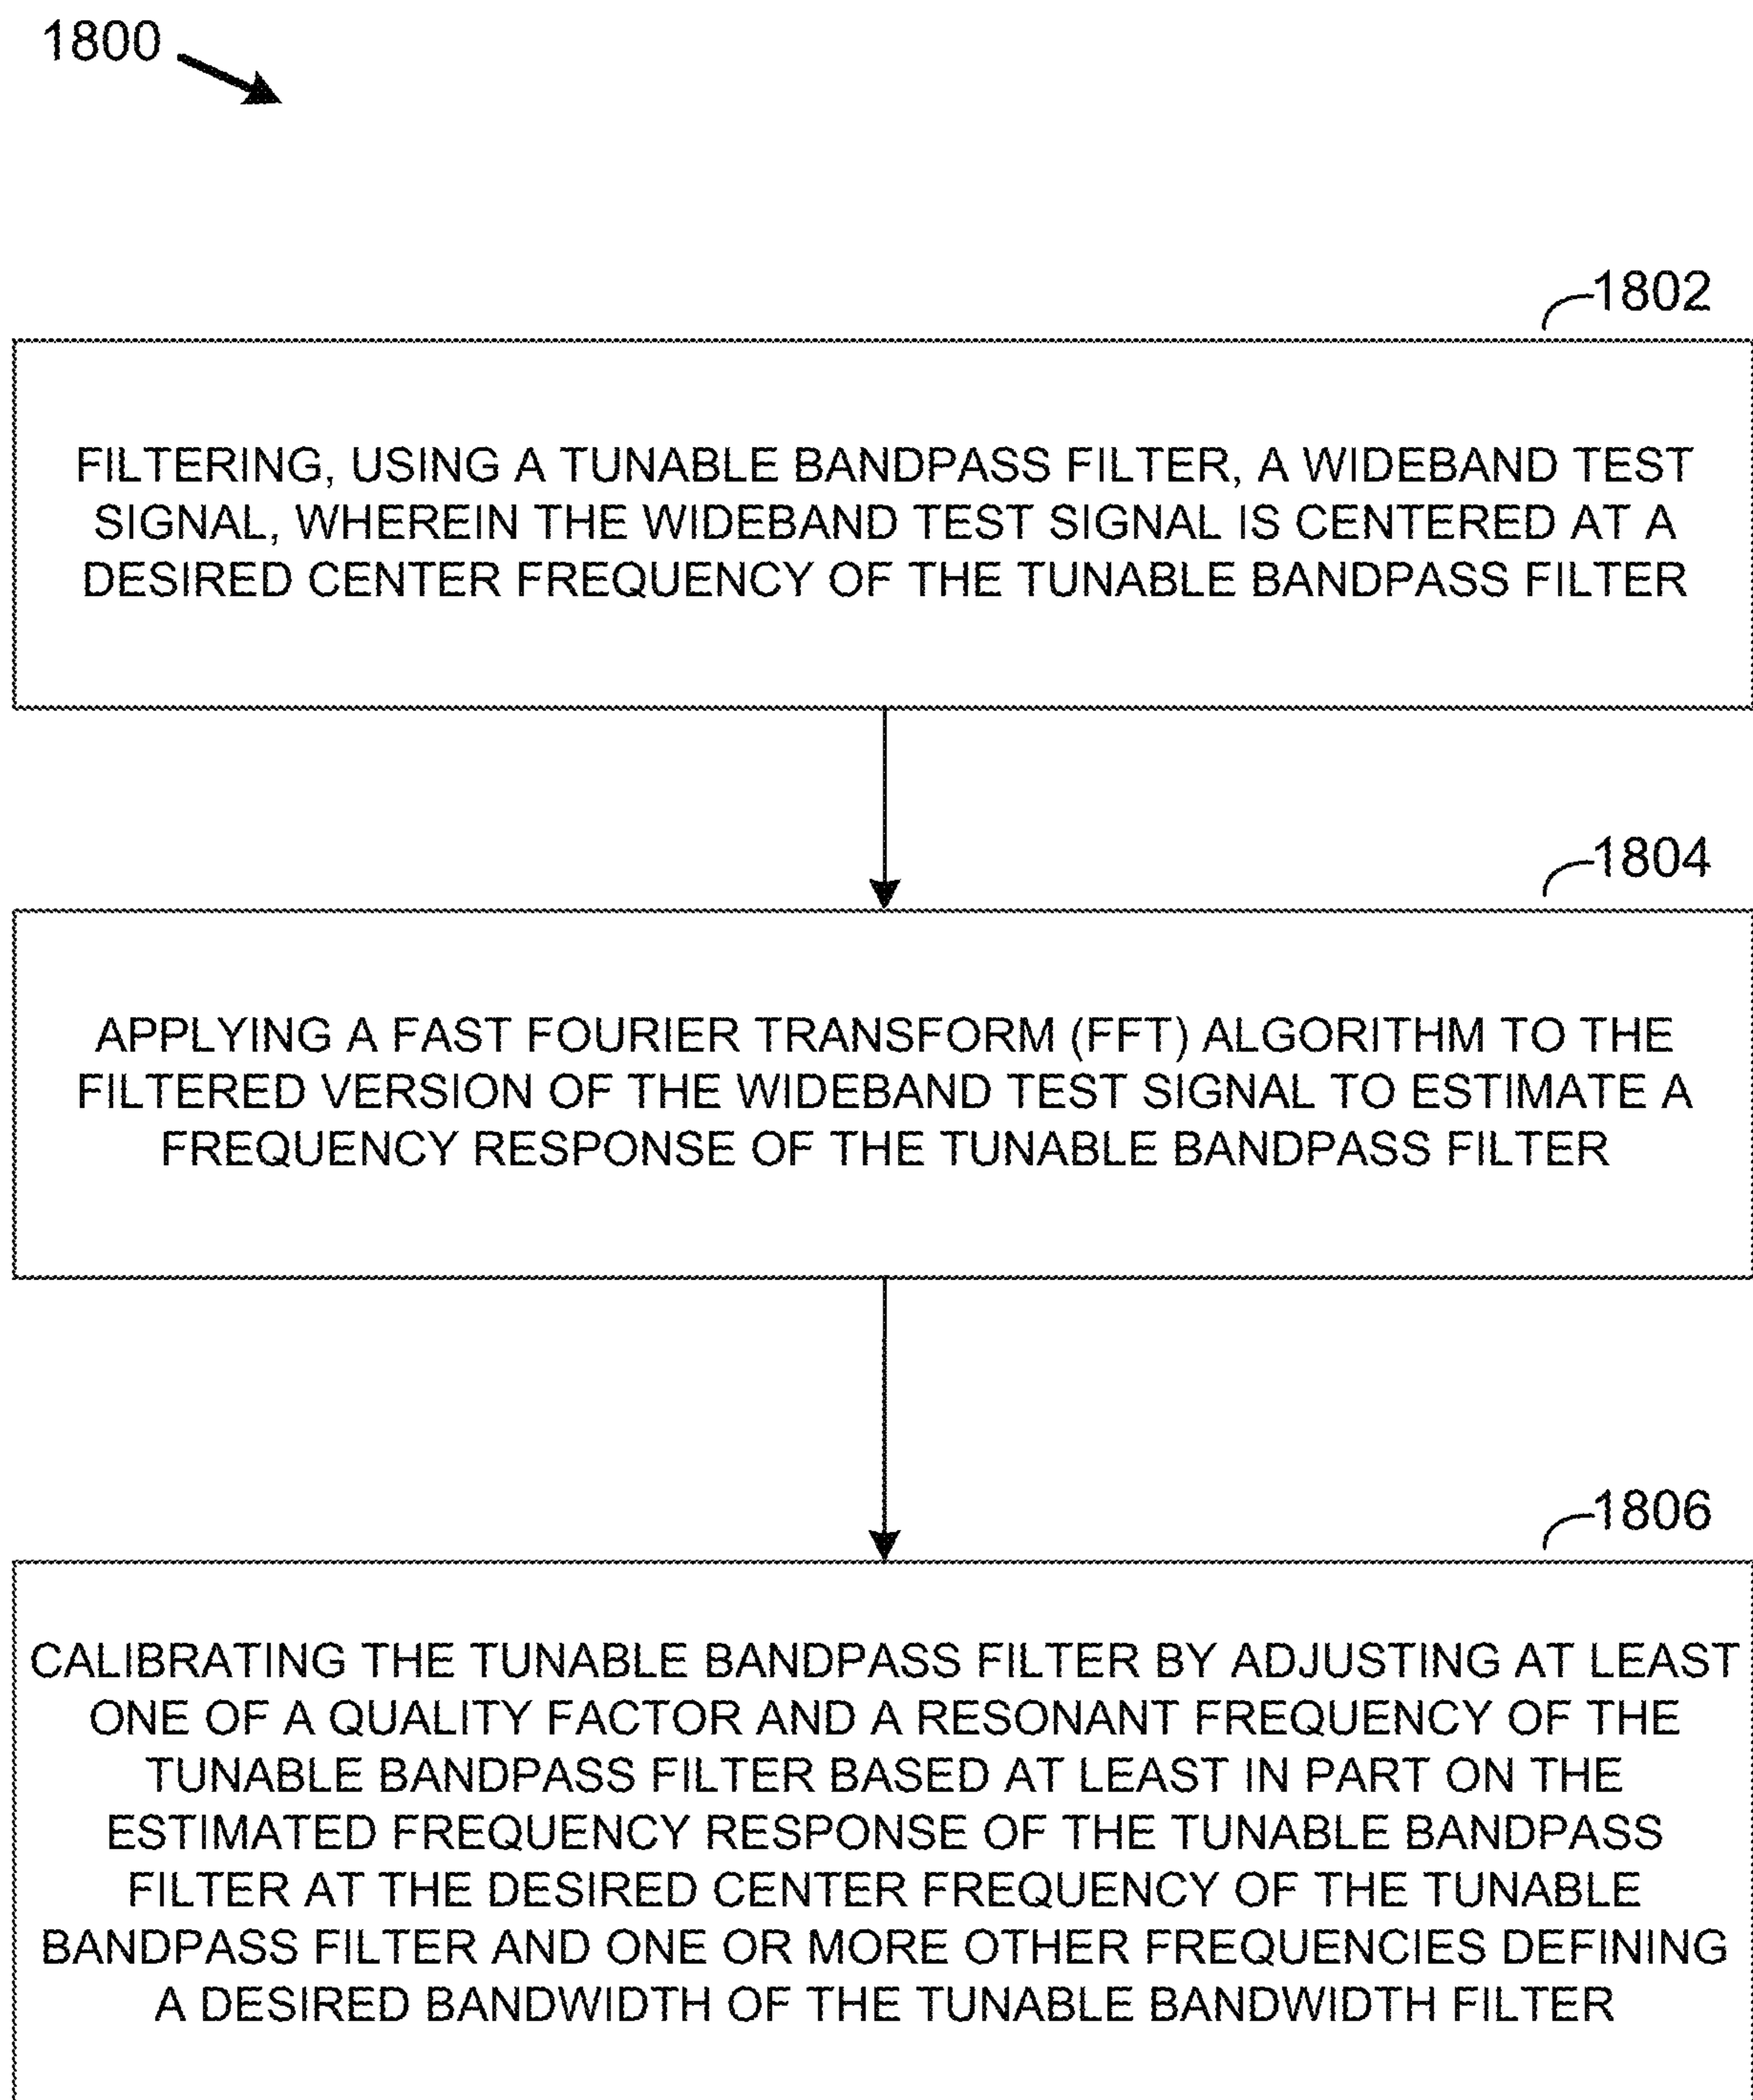 1800
1802
FILTERING, USING A TUNABLE BANDPASS FILTER, A WIDEBAND TEST
SIGNAL, WHEREIN THE WIDEBAND TEST SIGNAL IS CENTERED AT A
DESIRED CENTER FREQUENCY OF THE TUNABLE BANDPASS FILTER
1804
APPLYING A FAST FOURIER TRANSFORM (FFT) ALGORITHM TO THE
FILTERED VERSION OF THE WIDEBAND TEST SIGNAL TO ESTIMATE A
FREQUENCY RESPONSE OF THE TUNABLE BANDPASS FILTER
1806
CALIBRATING THE TUNABLE BANDPASS FILTER BY ADJUSTING AT LEAST
ONE OF A QUALITY FACTOR AND A RESONANT FREQUENCY OF THE
TUNABLE BANDPASS FILTER BASED AT LEAST IN PART ON THE
ESTIMATED FREQUENCY RESPONSE OF THE TUNABLE BANDPASS
FILTER AT THE DESIRED CENTER FREQUENCY OF THE TUNABLE
BANDPASS FILTER AND ONE OR MORE OTHER FREQUENCIES DEFINING
A DESIRED BANDWIDTH OF THE TUNABLE BANDWIDTH FILTER